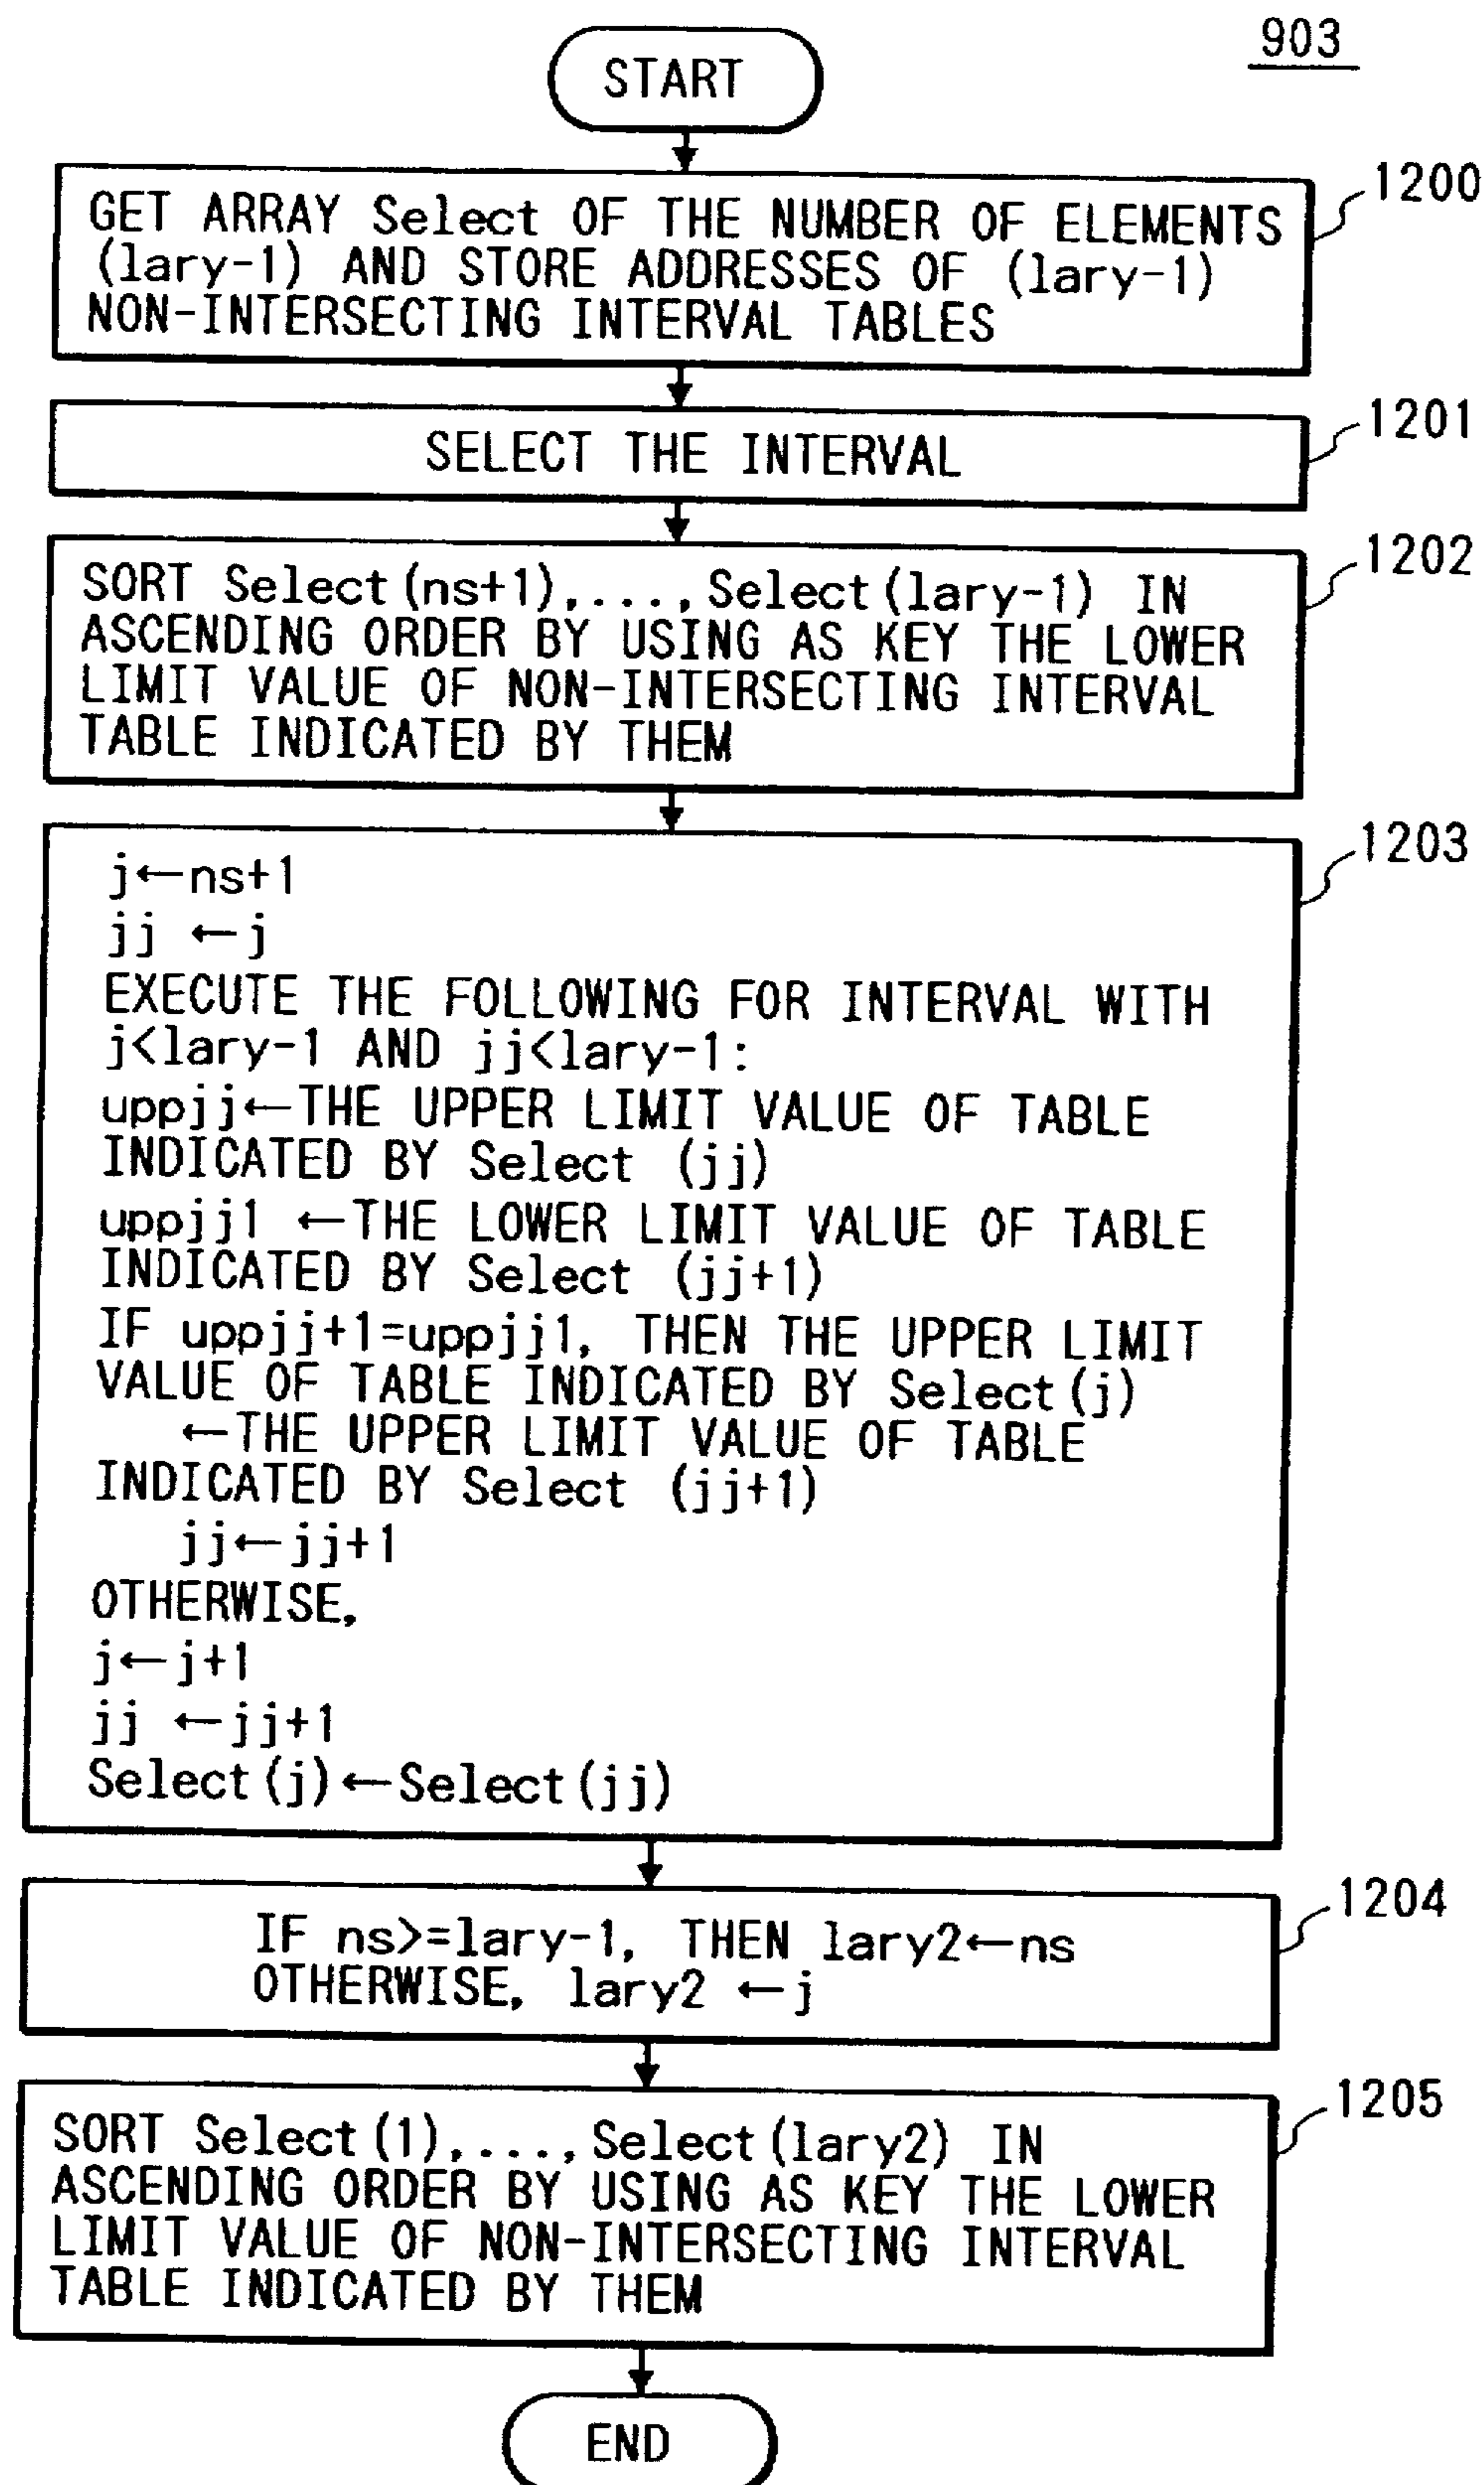 903
START
1200
GET ARRAY Select OF THE NUMBER OF ELEMENTS
(lary-1) AND STORE ADDRESSES OF (lary-1)
NON-INTERSECTING INTERVAL TABLES
1201
SELECT THE INTERVAL
1202
SORT Select(ns+1),....,Select(lary-1) IN
ASCENDING ORDER BY USING AS KEY THE LOWER
LIMIT VALUE OF NON-INTERSECTING INTERVAL
TABLE INDICATED BY THEM
1203
j←ns+1
jj ←j
EXECUTE THE FOLLOWING FOR INTERVAL WITH
j<lary-1 AND jj<lary-1:
uppjj←THE UPPER LIMIT VALUE OF TABLE
INDICATED BY Select (jj)
uppjj1 ←THE LOWER LIMIT VALUE OF TABLE
INDICATED BY Select (jj+1)
IF uppjj+1=uppjj1, THEN THE UPPER LIMIT
VALUE OF TABLE INDICATED BY Select(j)
←THE UPPER LIMIT VALUE OF TABLE
INDICATED BY Select (jj+1)
jj←jj+1
OTHERWISE,
j←j+1
jj ←jj+1
Select(j)←Select(jj)
1204
IF ns>=lary-1, THEN lary2←ns
OTHERWISE, lary2 ←j
1205
SORT Select(1),....,Select(lary2) IN
ASCENDING ORDER BY USING AS KEY THE LOWER
LIMIT VALUE OF NON-INTERSECTING INTERVAL
TABLE INDICATED BY THEM
END